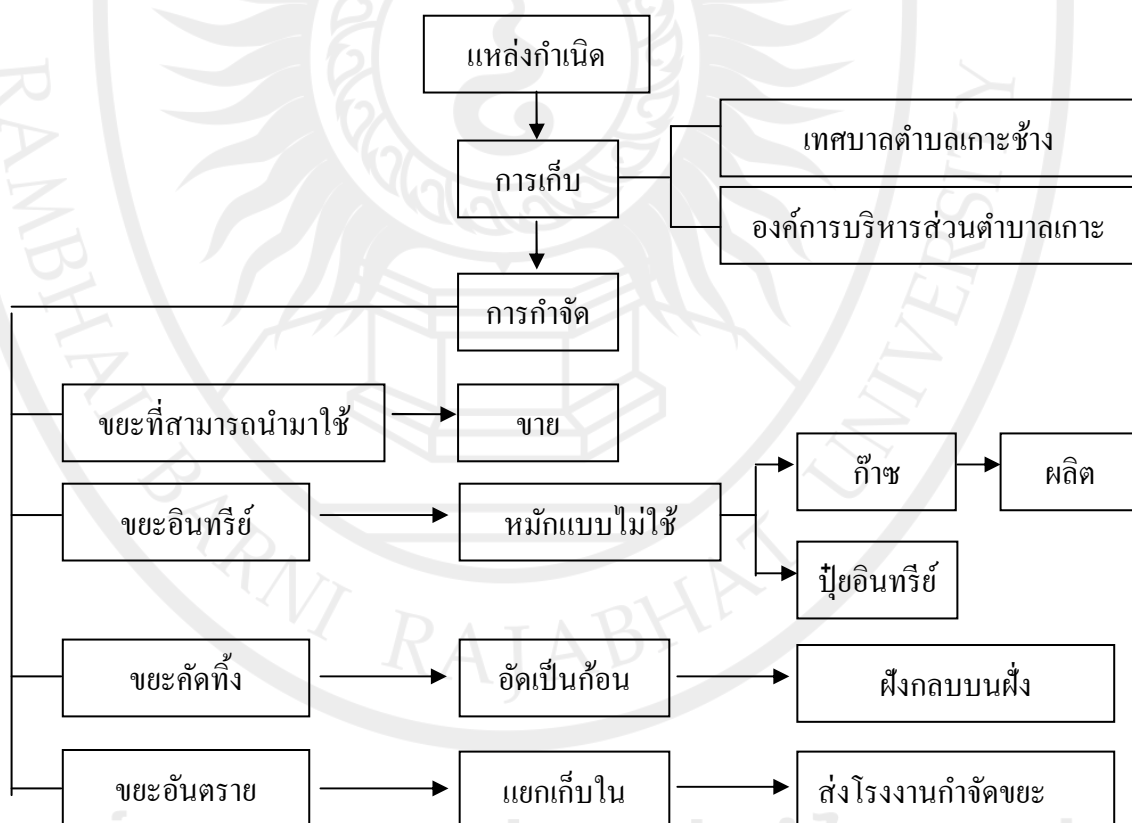 แหล่งกำเนิด
การเก็บ
เทศบาลตำบลเกาะช้าง
องค์การบริหารส่วนตำบาลเกาะ
การกำจัด
ขยะที่สามารถนำมาใช้
ขาย
ก๊าซ
ผลิต
ขยะอินทรีย์
หมักแบบไม่ใช้
ปุ๋ยอินทรีย์
ขยะคัดทิ้ง
อัดเป็นก้อน
ฝังกลบบนฝั่ง
ขยะอันตราย
แยกเก็บใน
ส่งโรงงานกำจัดขยะ
RAMBHAI BARNI RAJABHAT UNIVERSITY